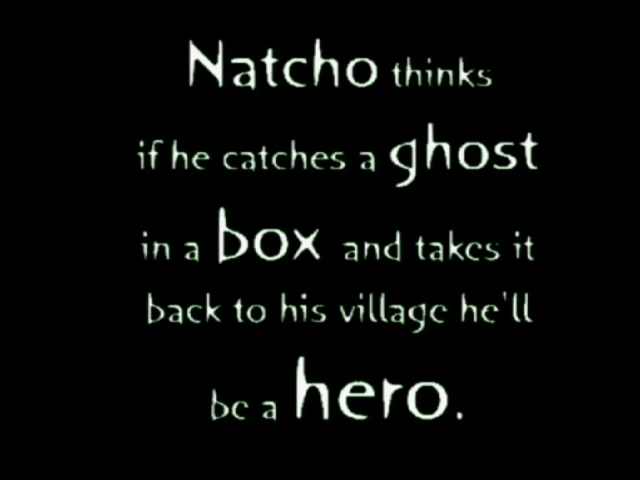 Natcho thinks
if he catches a ghost
in a box and takes it
back to his village he'll
be a hero.